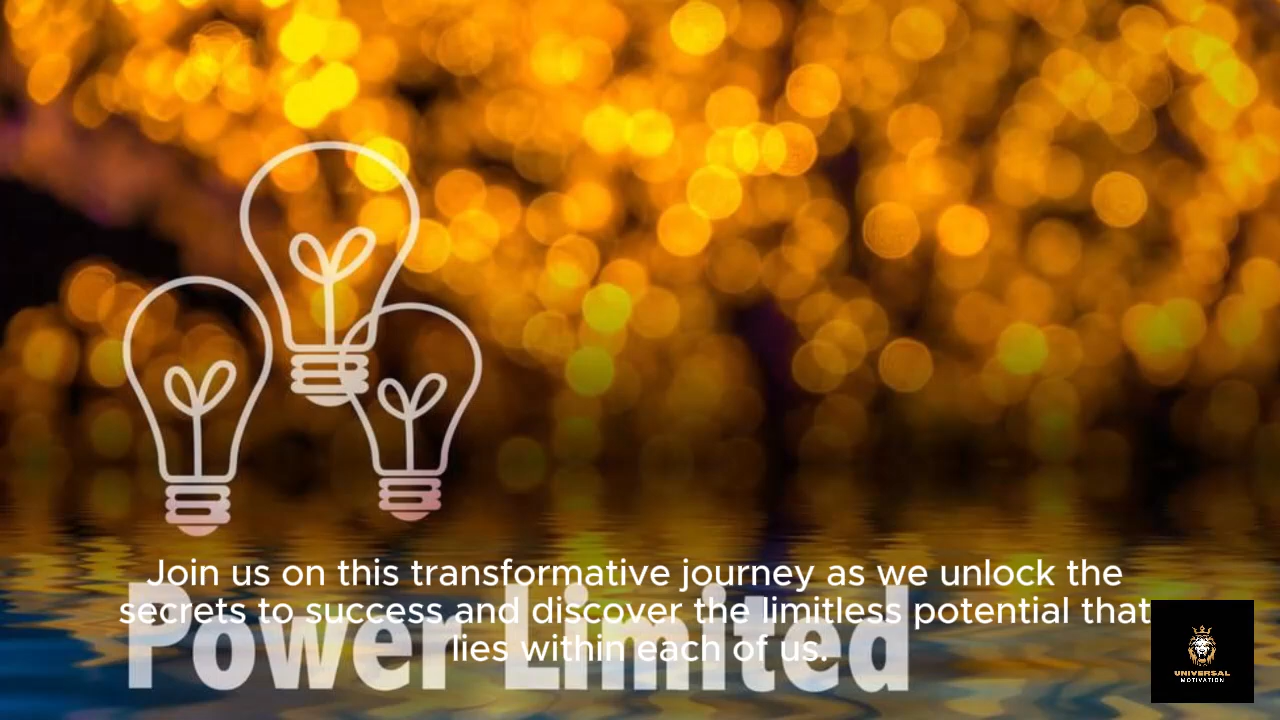 Join us on this transformative journey as we unlock the
secrets to success and discover the limitless potential that
lies within each of us.
Power Limited
UNIVERSAL
MOTIVATION